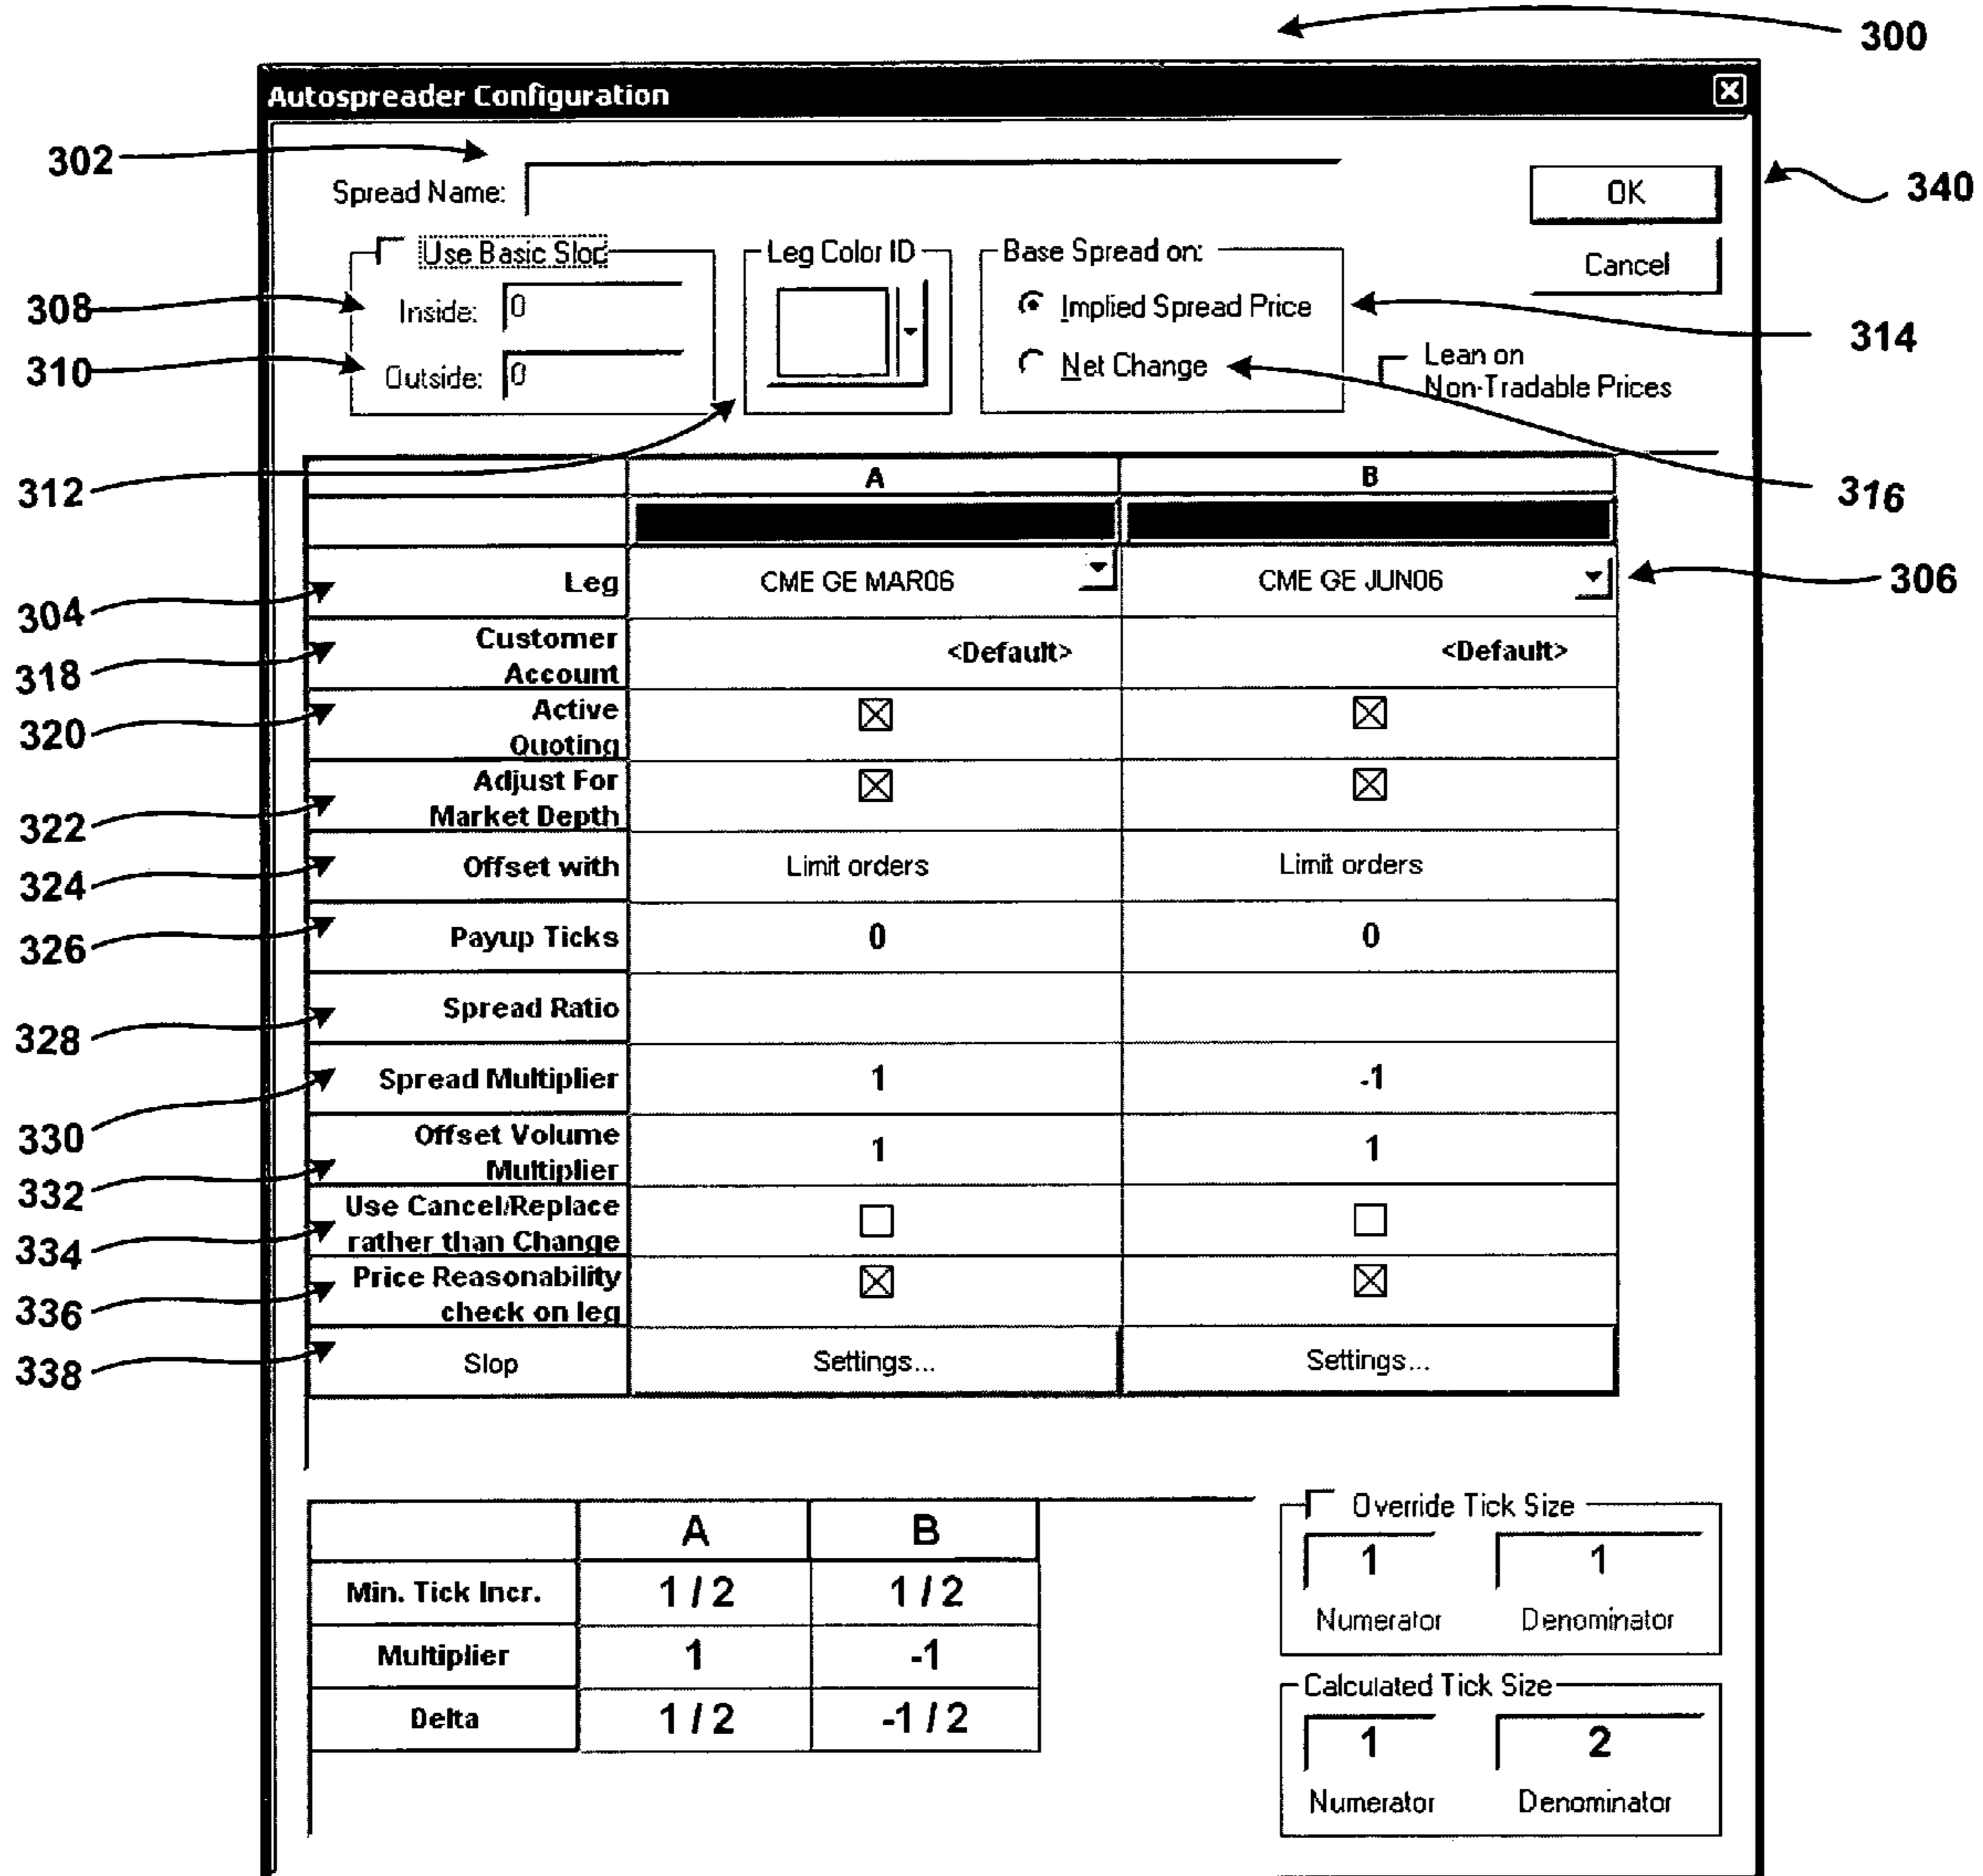 300
Autospreader Configuration
302
Spread Name:
OK
340
Use Basic Slop
Leg Color ID
Base Spread on:
Cancel
308
Inside: 0
Implied Spread Price
314
310
Outside: 0
Net Change
Lean on
Non-Tradable Prices
312
A B
316
304
Leg CME GE MAR06 CME GE JUN06
306
318
Customer
Account <Default> <Default>
320
Active
Quoting
322
Adjust For
Market Depth
324
Offset with Limit orders Limit orders
326
Payup Ticks 0 0
328
Spread Ratio
330
Spread Multiplier 1 -1
332
Offset Volume
Multiplier 1 1
334
Use Cancel/Replace
rather than Change
336
Price Reasonability
check on leg
338
Slop Settings... Settings...
A B
Min. Tick Incr. 1 / 2 1 / 2
Multiplier 1 -1
Delta 1 / 2 -1 / 2
Override Tick Size
1 1
Numerator Denominator
Calculated Tick Size
1 2
Numerator Denominator